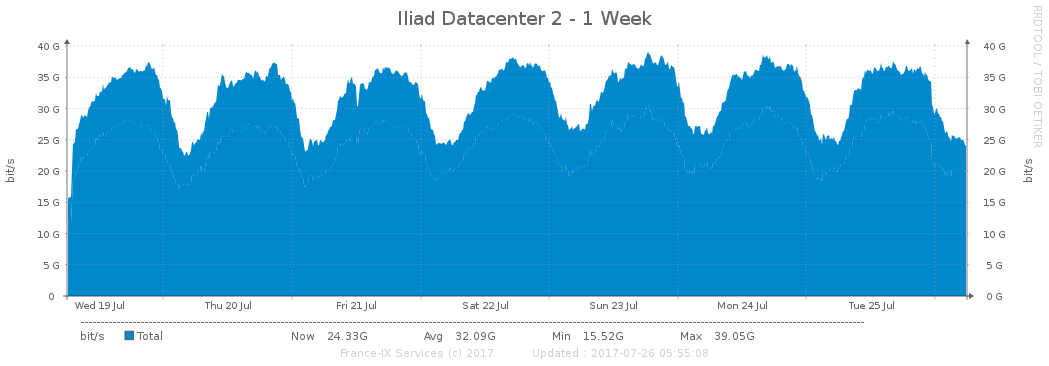 Iliad Datacenter 2 - 1 Week
RRDTOOL / TOBI OETIKER
40 G 40 G
35 G 35 G
30 G 30 G
25 G 25 G
20 G 20 G
15 G 15 G
10 G 10 G
5 G 5 G
0 0 G
bit/s bit/s
Wed 19 Jul Thu 20 Jul Fri 21 Jul Sat 22 Jul Sun 23 Jul Mon 24 Jul Tue 25 Jul
bit/s Total Now 24.33G Avg 32.09G Min 15.52G Max 39.05G
France-IX Services (c) 2017 Updated : 2017-07-26 05:55:08